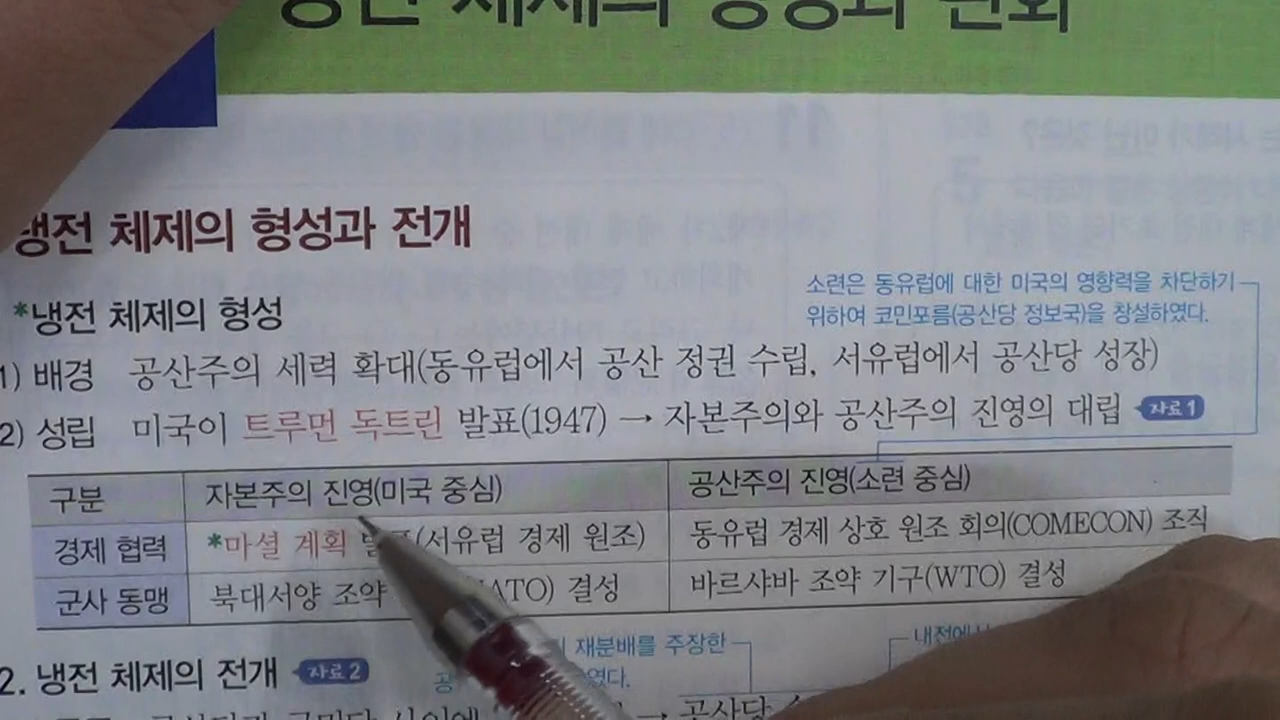 체제의
냉전 체제의 형성과 전개
소련은 동유럽에 대한 미국의 영향력을 차단하기
위하여 코민포름(공산당 정보국)을 창설하였다.
*냉전 체제의 형성
1) 배경 공산주의 세력 확대(동유럽에서 공산 정권 수립, 서유럽에서 공산당 성장)
2) 성립 미국이 트루먼 독트린 발표(1947) → 자본주의와 공산주의 진영의 대립 자료1
구분 자본주의 진영(미국 중심) 공산주의 진영(소련 중심)
경제 협력 *마셜 계획 (서유럽 경제 원조) 동유럽 경제 상호 원조 회의(COMECON) 조직
군사 동맹 북대서양 조약 ATO) 결성 바르샤바 조약 기구(WTO) 결성
재분배를 주장한
2. 냉전 체제의 전개 자료2